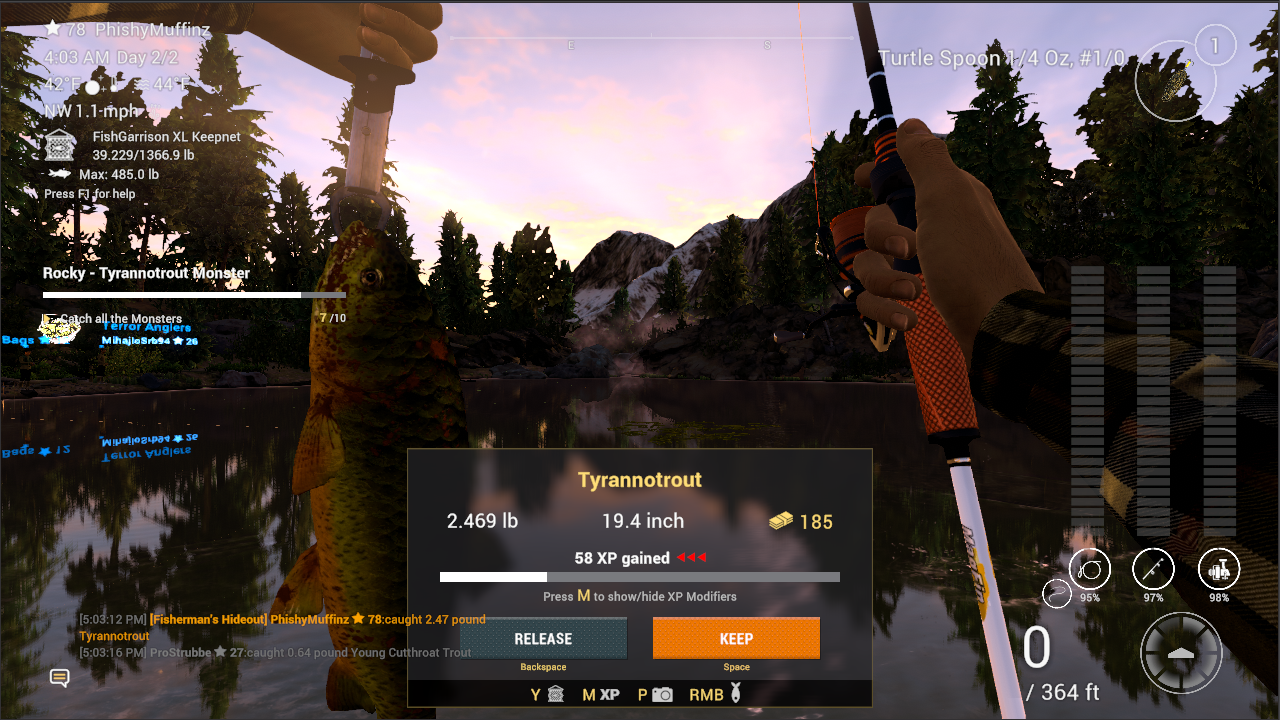 ★ 78 PhishyMuffinz
4:03 AM Day 2/2
42°F 44°F
NW 1.1 mph
FishGarrison XL Keepnet
39.229/1366.9 lb
Max: 485.0 lb
Press F1 for help
E S
Turtle Spoon 1/4 Oz, #1/0
1
Rocky - Tyrannotrout Monster
Catch all the Monsters 7 /10
Terror Anglers
MihajloSrb94 ★ 26
MihajloSrb94 ★ 26
Terror Anglers
Tyrannotrout
2.469 lb 19.4 inch 185
58 XP gained
Press M to show/hide XP Modifiers
RELEASE KEEP
Backspace Space
Y M XP P RMB
[5:03:12 PM] [Fisherman's Hideout] PhishyMuffinz ★ 78:caught 2.47 pound
Tyrannotrout
[5:03:16 PM] ProStrubbe ★ 27:caught 0.64 pound Young Cutthroat Trout
95% 97% 98%
0
/ 364 ft